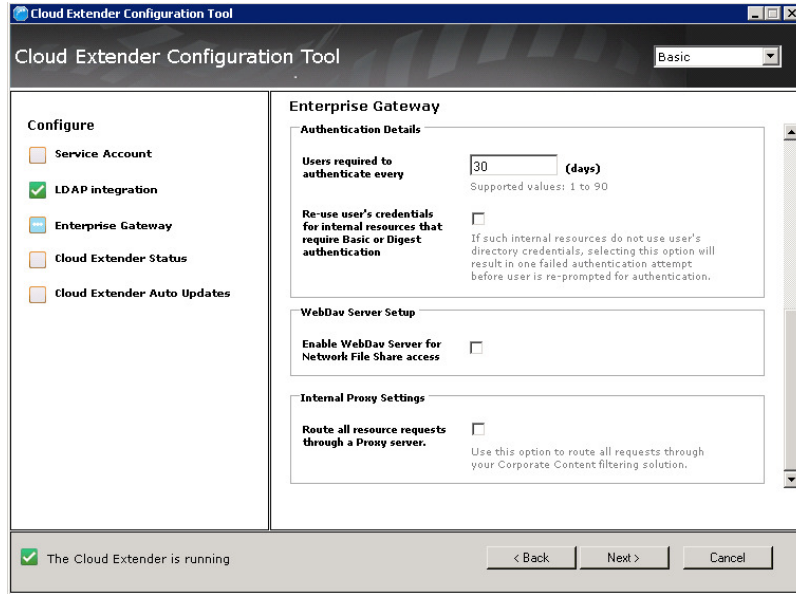 Cloud Extender Configuration Tool
Cloud Extender Configuration Tool
Basic
Configure
Service Account
LDAP integration
Enterprise Gateway
Cloud Extender Status
Cloud Extender Auto Updates
Enterprise Gateway
Authentication Details
Users required to
authenticate every
30
(days)
Supported values: 1 to 90
Re-use user's credentials
for internal resources that
require Basic or Digest
authentication
If such internal resources do not use user's
directory credentials, selecting this option will
result in one failed authentication attempt
before user is re-prompted for authentication.
WebDav Server Setup
Enable WebDav Server for
Network File Share access
Internal Proxy Settings
Route all resource requests
through a Proxy server.
Use this option to route all requests through
your Corporate Content filtering solution.
The Cloud Extender is running
< Back
Next >
Cancel